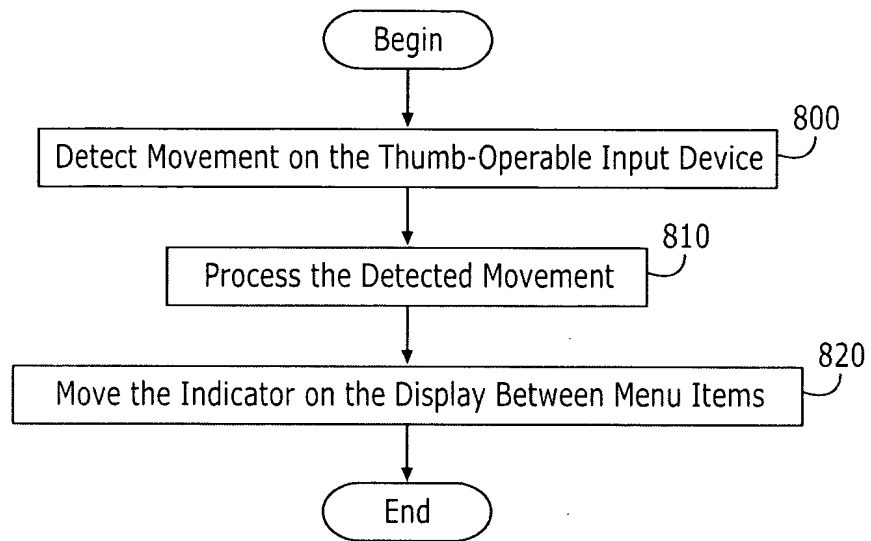 Begin
800
Detect Movement on the Thumb-Operable Input Device
810
Process the Detected Movement
820
Move the Indicator on the Display Between Menu Items
End